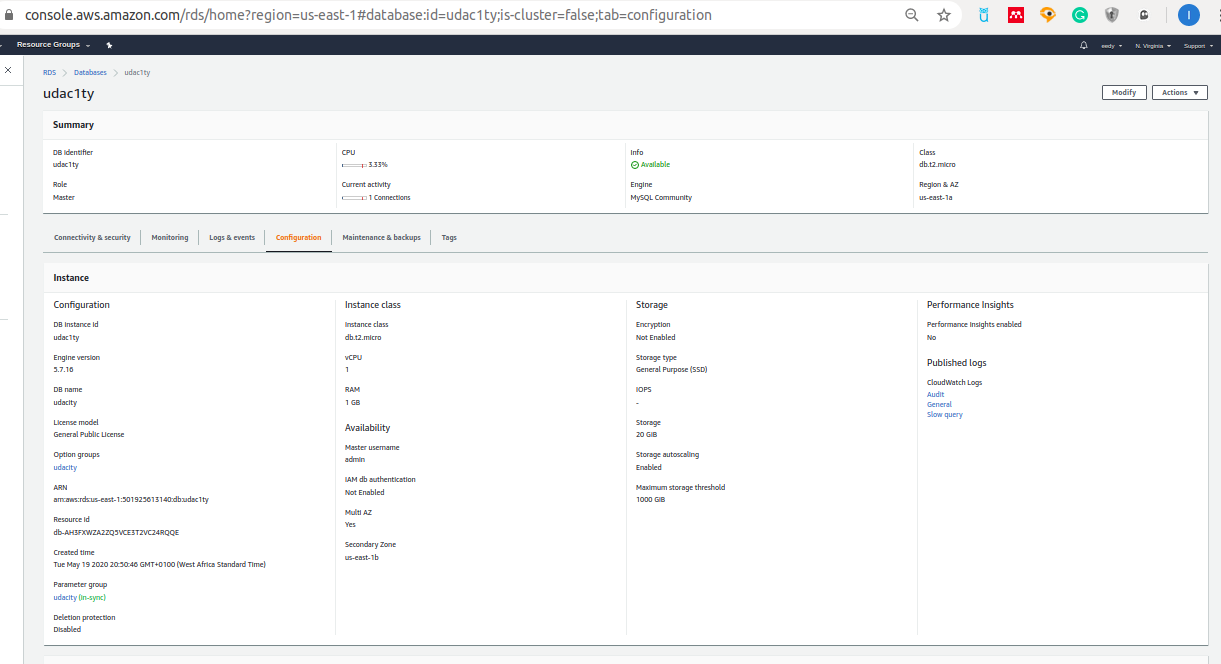 console.aws.amazon.com/rds/home?region=us-east-1#database:id=udac1ty;is-cluster=false;tab=configuration
Resource Groups
eedy
N. Virginia
Support
RDS > Databases > udac1ty
udac1ty
Modify
Actions
Summary
DB identifier
udac1ty
CPU
3.33%
Info
Available
Class
db.t2.micro
Role
Master
Current activity
1 Connections
Engine
MySQL Community
Region & AZ
us-east-1a
Connectivity & security
Monitoring
Logs & events
Configuration
Maintenance & backups
Tags
Instance
Configuration
DB instance id
udac1ty
Engine version
5.7.16
DB name
udacity
License model
General Public License
Option groups
udacity
ARN
arn:aws:rds:us-east-1:501925613140:db:udac1ty
Resource id
db-AH3FXWZA2ZQ5VCE3T2VC24RQQE
Created time
Tue May 19 2020 20:50:46 GMT+0100 (West Africa Standard Time)
Parameter group
udacity (in-sync)
Deletion protection
Disabled
Instance class
Instance class
db.t2.micro
vCPU
1
RAM
1 GB
Availability
Master username
admin
IAM db authentication
Not Enabled
Multi AZ
Yes
Secondary Zone
us-east-1b
Storage
Encryption
Not Enabled
Storage type
General Purpose (SSD)
IOPS
-
Storage
20 GiB
Storage autoscaling
Enabled
Maximum storage threshold
1000 GiB
Performance Insights
Performance Insights enabled
No
Published logs
CloudWatch Logs
Audit
General
Slow query